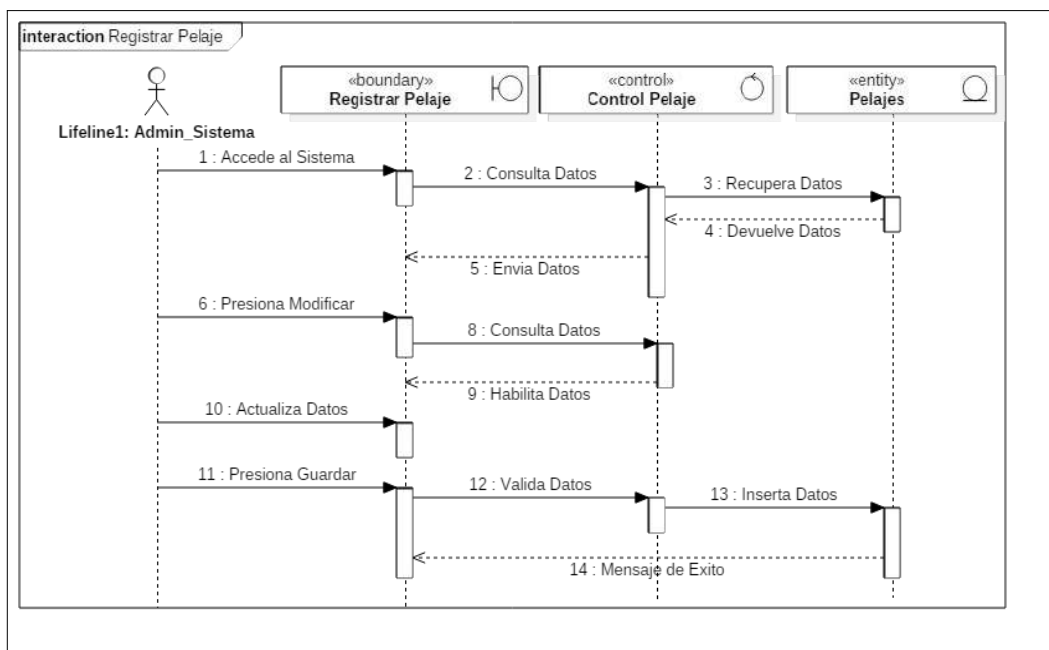 interaction Registrar Pelaje
«boundary»
Registrar Pelaje
«control»
Control Pelaje
«entity»
Pelajes
Lifeline1: Admin_Sistema
1 : Accede al Sistema
2 : Consulta Datos
3 : Recupera Datos
4 : Devuelve Datos
5 : Envia Datos
6 : Presiona Modificar
8 : Consulta Datos
9 : Habilita Datos
10 : Actualiza Datos
11 : Presiona Guardar
12 : Valida Datos
13 : Inserta Datos
14 : Mensaje de Exito